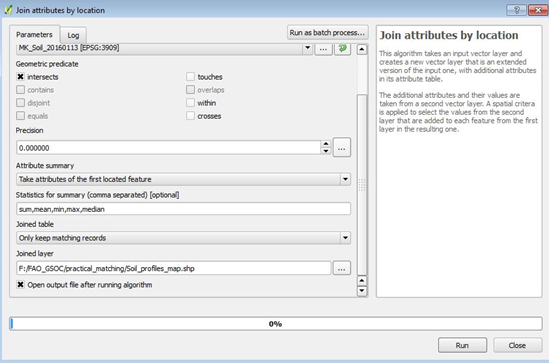 Join attributes by location
Parameters Log Run as batch process...
MK_Soil_20160113 [EPSG:3909] ...
Geometric predicate
intersects touches
contains overlaps
disjoint within
equals crosses
Precision
0.000000 ...
Attribute summary
Take attributes of the first located feature
Statistics for summary (comma separated) [optional]
sum,mean,min,max,median
Joined table
Only keep matching records
Joined layer
F:/FAO_GSOC/practical_matching/Soil_profiles_map.shp ...
Open output file after running algorithm
Join attributes by location
This algorithm takes an input vector layer and
creates a new vector layer that is an extended
version of the input one, with additional attributes
in its attribute table.
The additional attributes and their values are
taken from a second vector layer. A spatial criteria
is applied to select the values from the second
layer that are added to each feature from the first
layer in the resulting one.
0%
Run Close